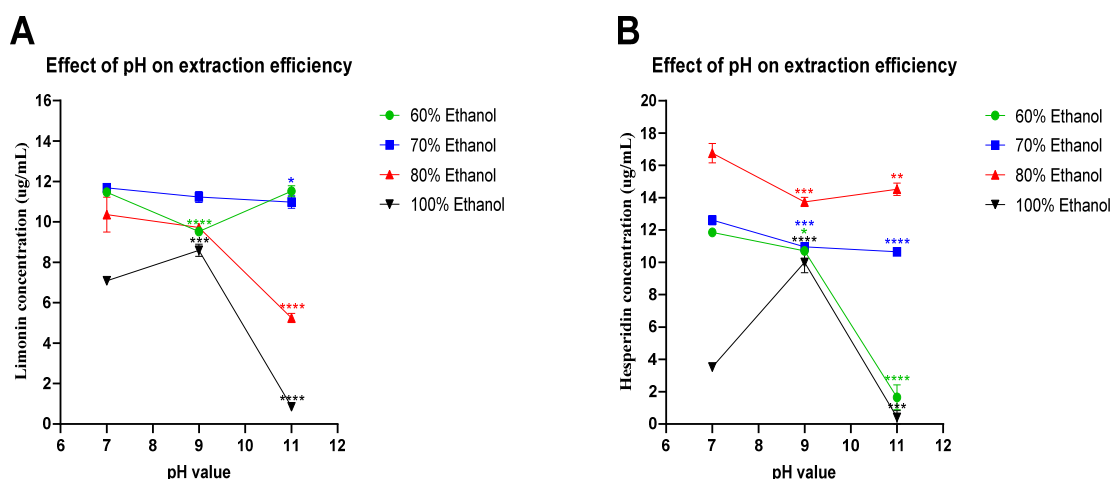 A
Effect of pH on extraction efficiency
Limonin concentration (ug/mL)
16
14
12
10
8
6
4
2
0
6
7
8
9
10
11
12
pH value
60% Ethanol
70% Ethanol
80% Ethanol
100% Ethanol
*
****
***
****
****
B
Effect of pH on extraction efficiency
Hesperidin concentration (ug/mL)
20
18
16
14
12
10
8
6
4
2
0
6
7
8
9
10
11
12
pH value
60% Ethanol
70% Ethanol
80% Ethanol
100% Ethanol
***
**
***
*
****
****
****
***